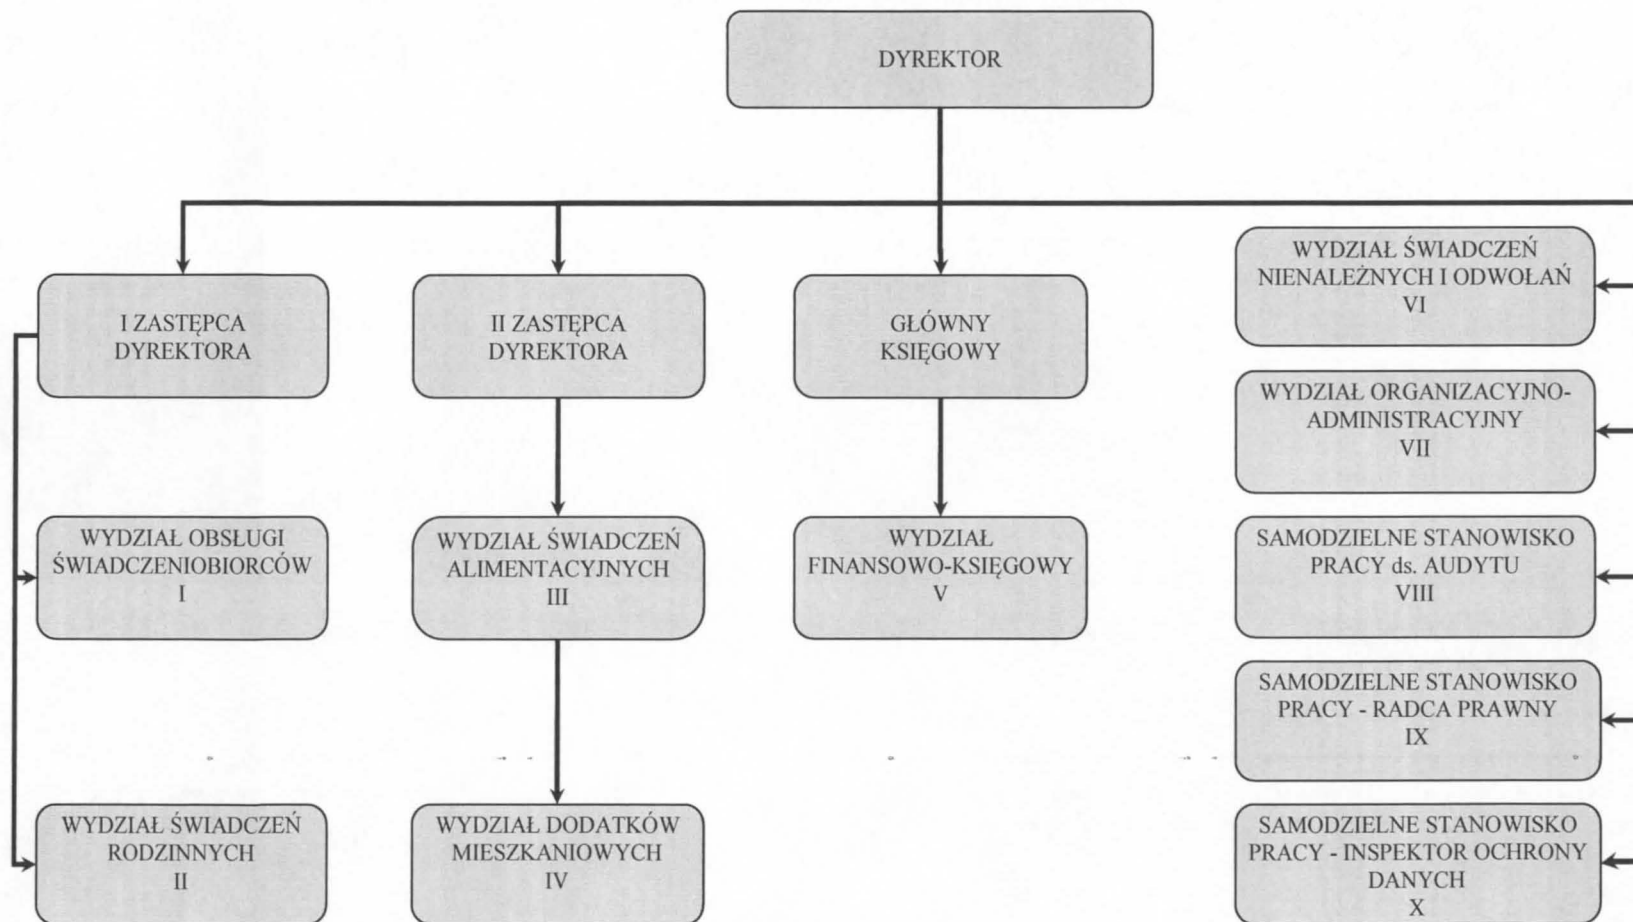 DYREKTOR
I ZASTĘPCA
DYREKTORA
II ZASTĘPCA
DYREKTORA
GŁÓWNY
KSIĘGOWY
WYDZIAŁ ŚWIADCZEŃ
NIENALEŻNYCH I ODWOŁAŃ
VI
WYDZIAŁ ORGANIZACYJNO-
ADMINISTRACYJNY
VII
WYDZIAŁ OBSŁUGI
ŚWIADCZENIOBIORCÓW
I
WYDZIAŁ ŚWIADCZEŃ
ALIMENTACYJNYCH
III
WYDZIAŁ
FINANSOWO-KSIĘGOWY
V
SAMODZIELNE STANOWISKO
PRACY ds. AUDYTU
VIII
SAMODZIELNE STANOWISKO
PRACY - RADCA PRAWNY
IX
WYDZIAŁ ŚWIADCZEŃ
RODZINNYCH
II
WYDZIAŁ DODATKÓW
MIESZKANIOWYCH
IV
SAMODZIELNE STANOWISKO
PRACY - INSPEKTOR OCHRONY
DANYCH
X